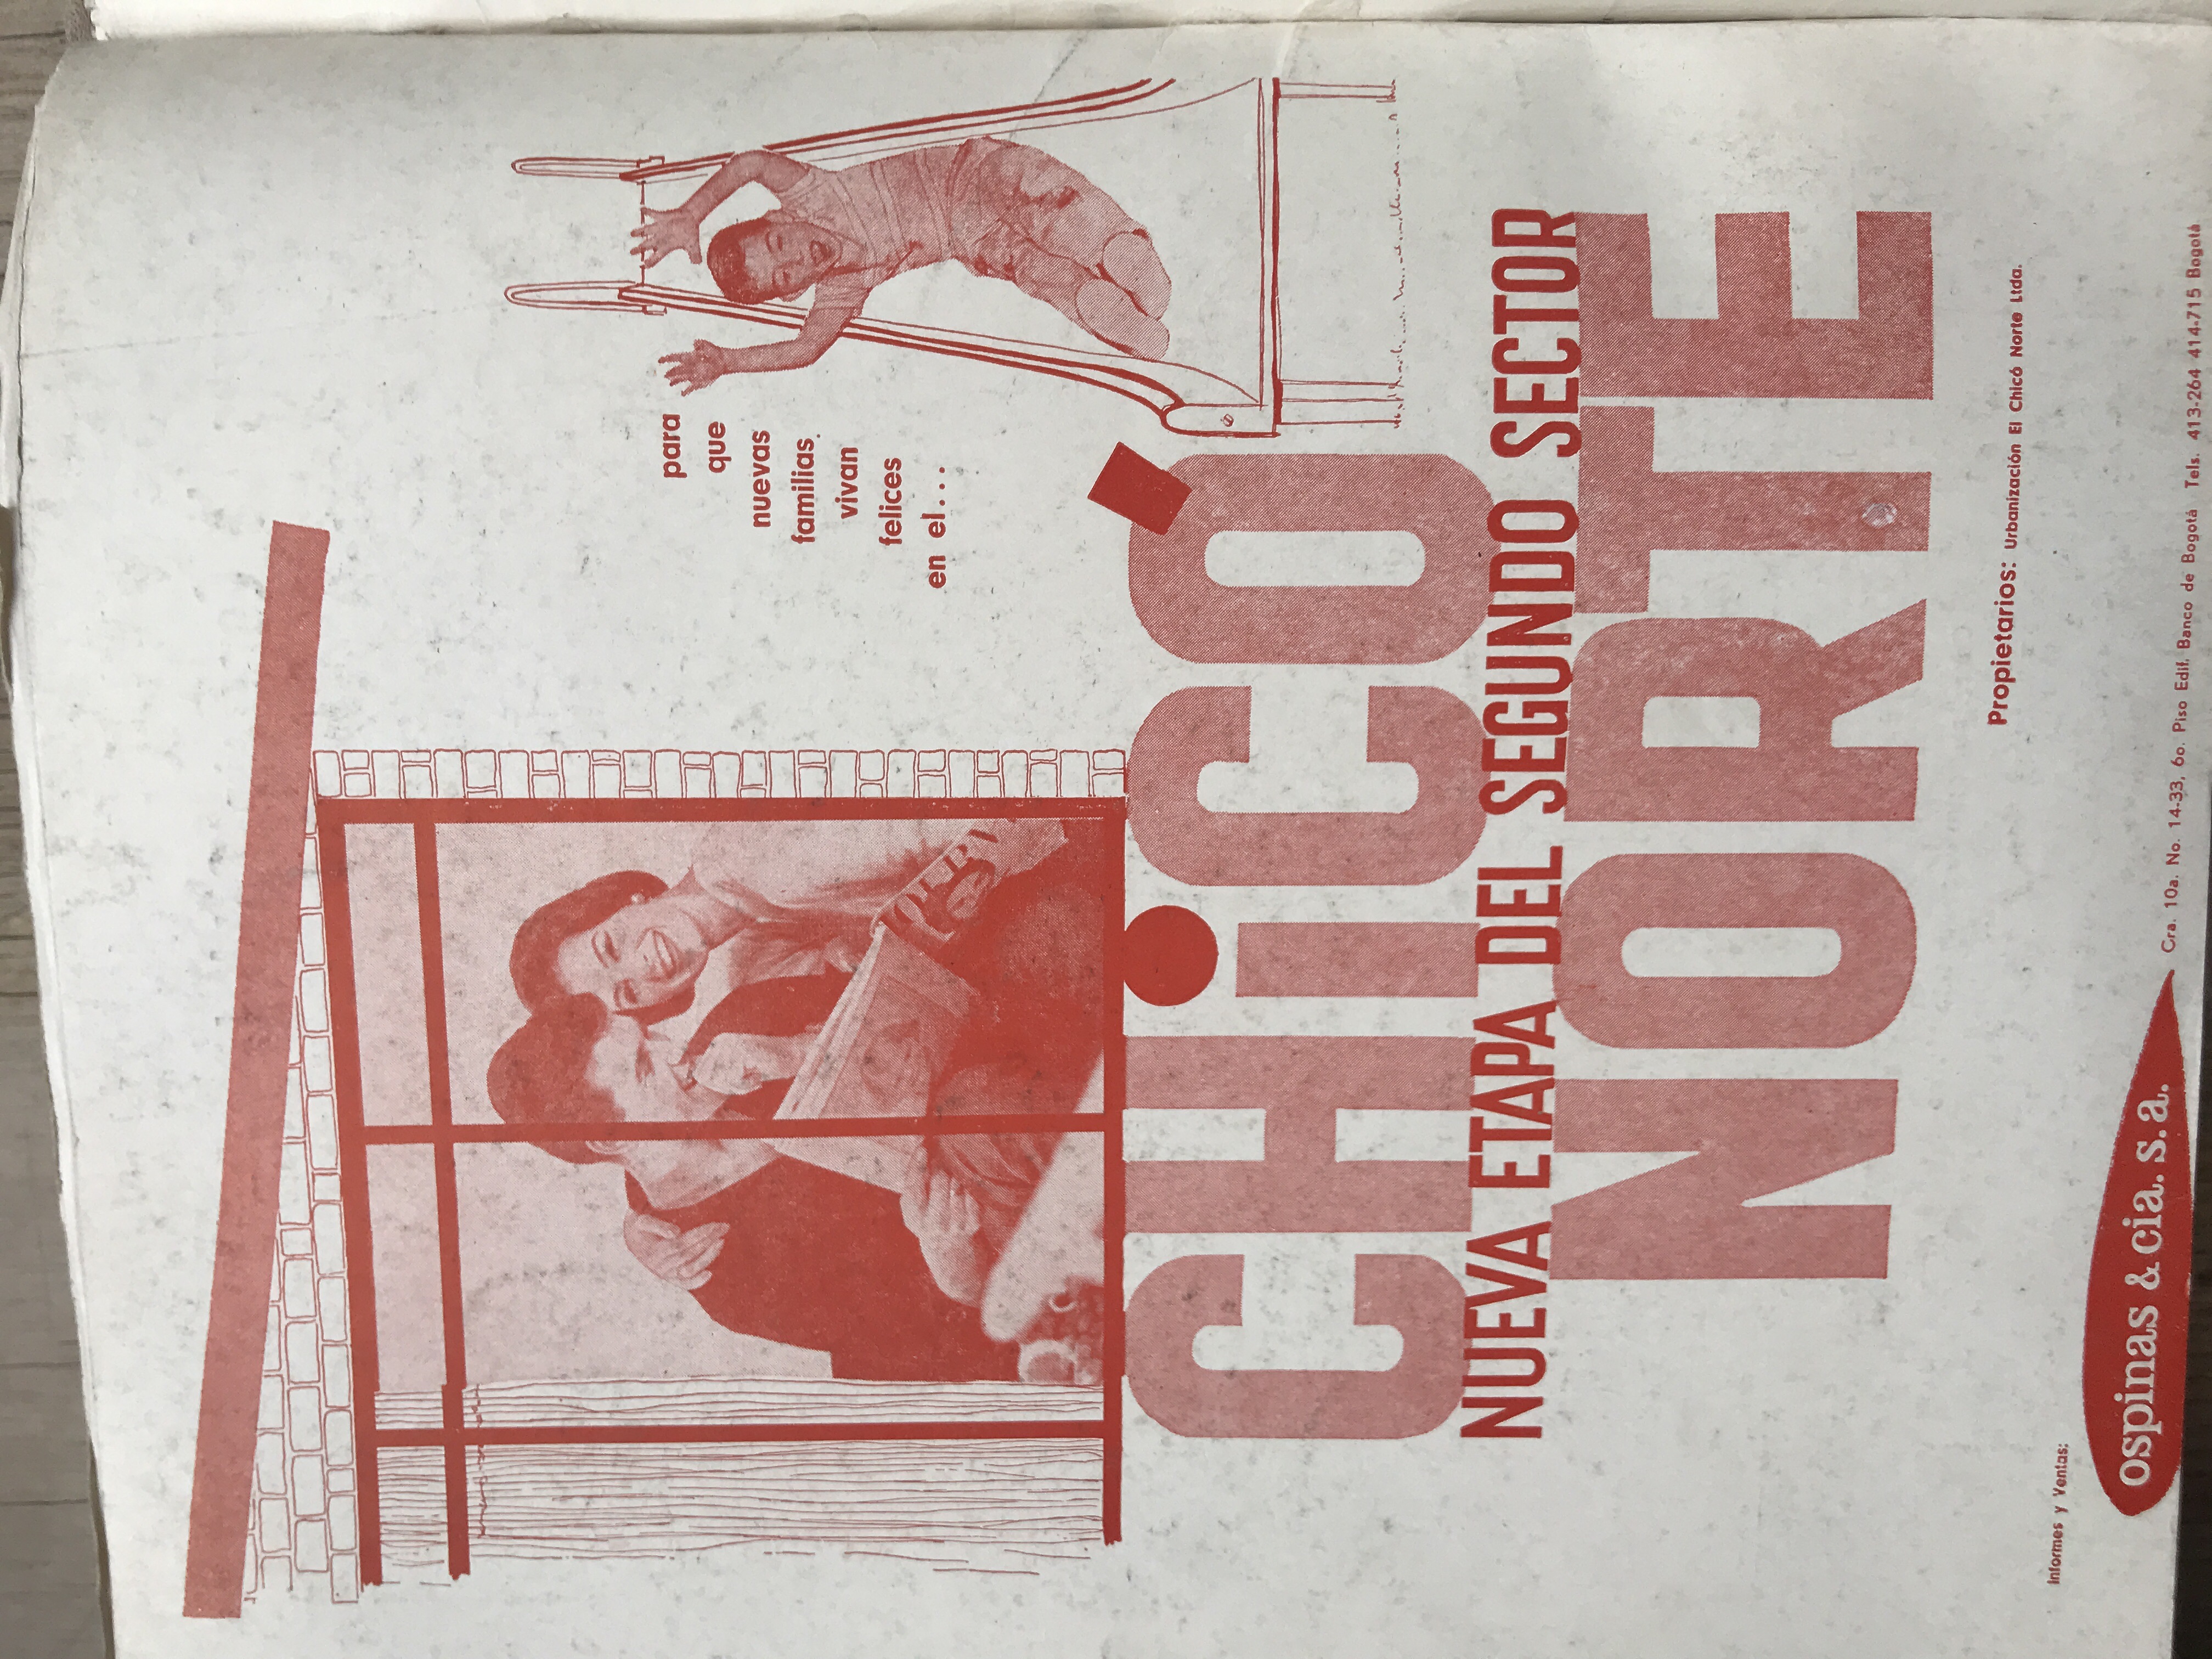 para
que
nuevas
familias
vivan
felices
en el...
CHiCÓ
NUEVA ETAPA DEL SEGUNDO SECTOR
NORTE
Propietarios: Urbanización El Chicó Norte Ltda.
Informes y Ventas:
ospinas & cia. s. a.
Cra. 10a. No. 14-33, 6o. Piso Edif. Banco de Bogotá Tels. 413-264 414-715 Bogotá